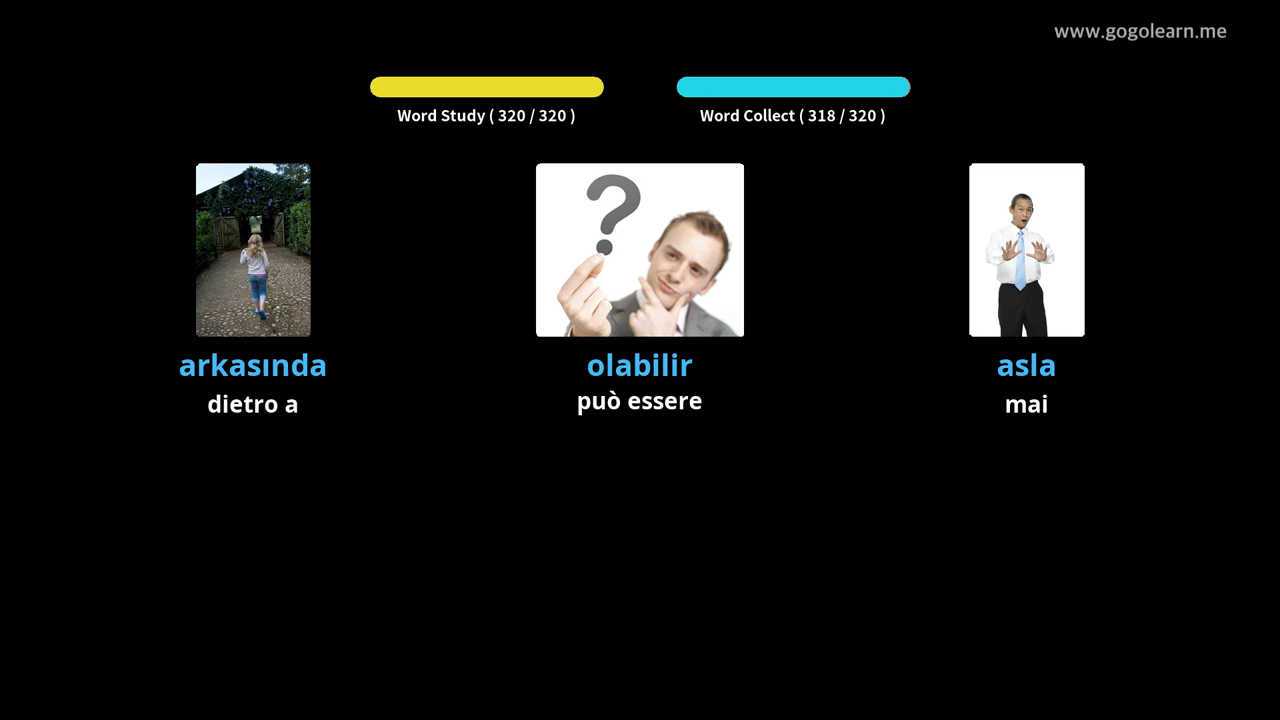 www.gogolearn.me
Word Study ( 320 / 320 )
Word Collect ( 318 / 320 )
arkasında
olabilir
asla
dietro a
può essere
mai